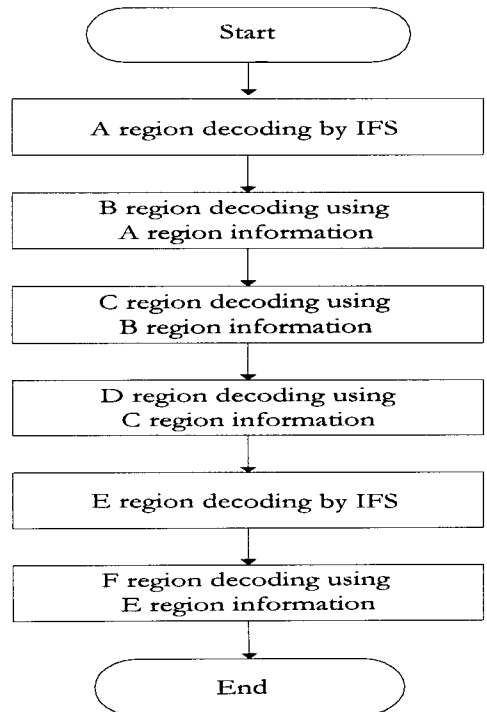 Start
A region decoding by IFS
B region decoding using
A region information
C region decoding using
B region information
D region decoding using
C region information
E region decoding by IFS
F region decoding using
E region information
End